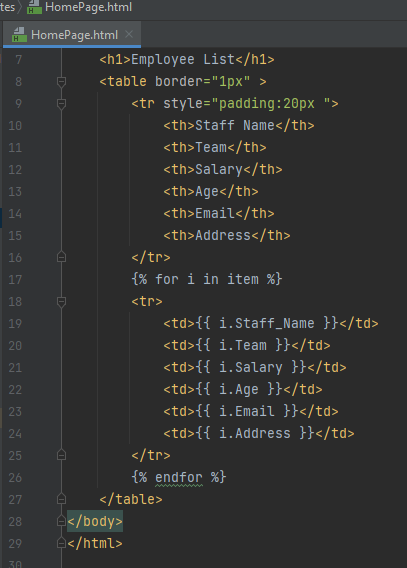 tes > HomePage.html
HomePage.html ×
7 <h1>Employee List</h1>
8 <table border="1px" >
9 <tr style="padding:20px ">
10 <th>Staff Name</th>
11 <th>Team</th>
12 <th>Salary</th>
13 <th>Age</th>
14 <th>Email</th>
15 <th>Address</th>
16 </tr>
17 {% for i in item %}
18 <tr>
19 <td>{{ i.Staff_Name }}</td>
20 <td>{{ i.Team }}</td>
21 <td>{{ i.Salary }}</td>
22 <td>{{ i.Age }}</td>
23 <td>{{ i.Email }}</td>
24 <td>{{ i.Address }}</td>
25 </tr>
26 {% endfor %}
27 </table>
28 </body>
29 </html>
30